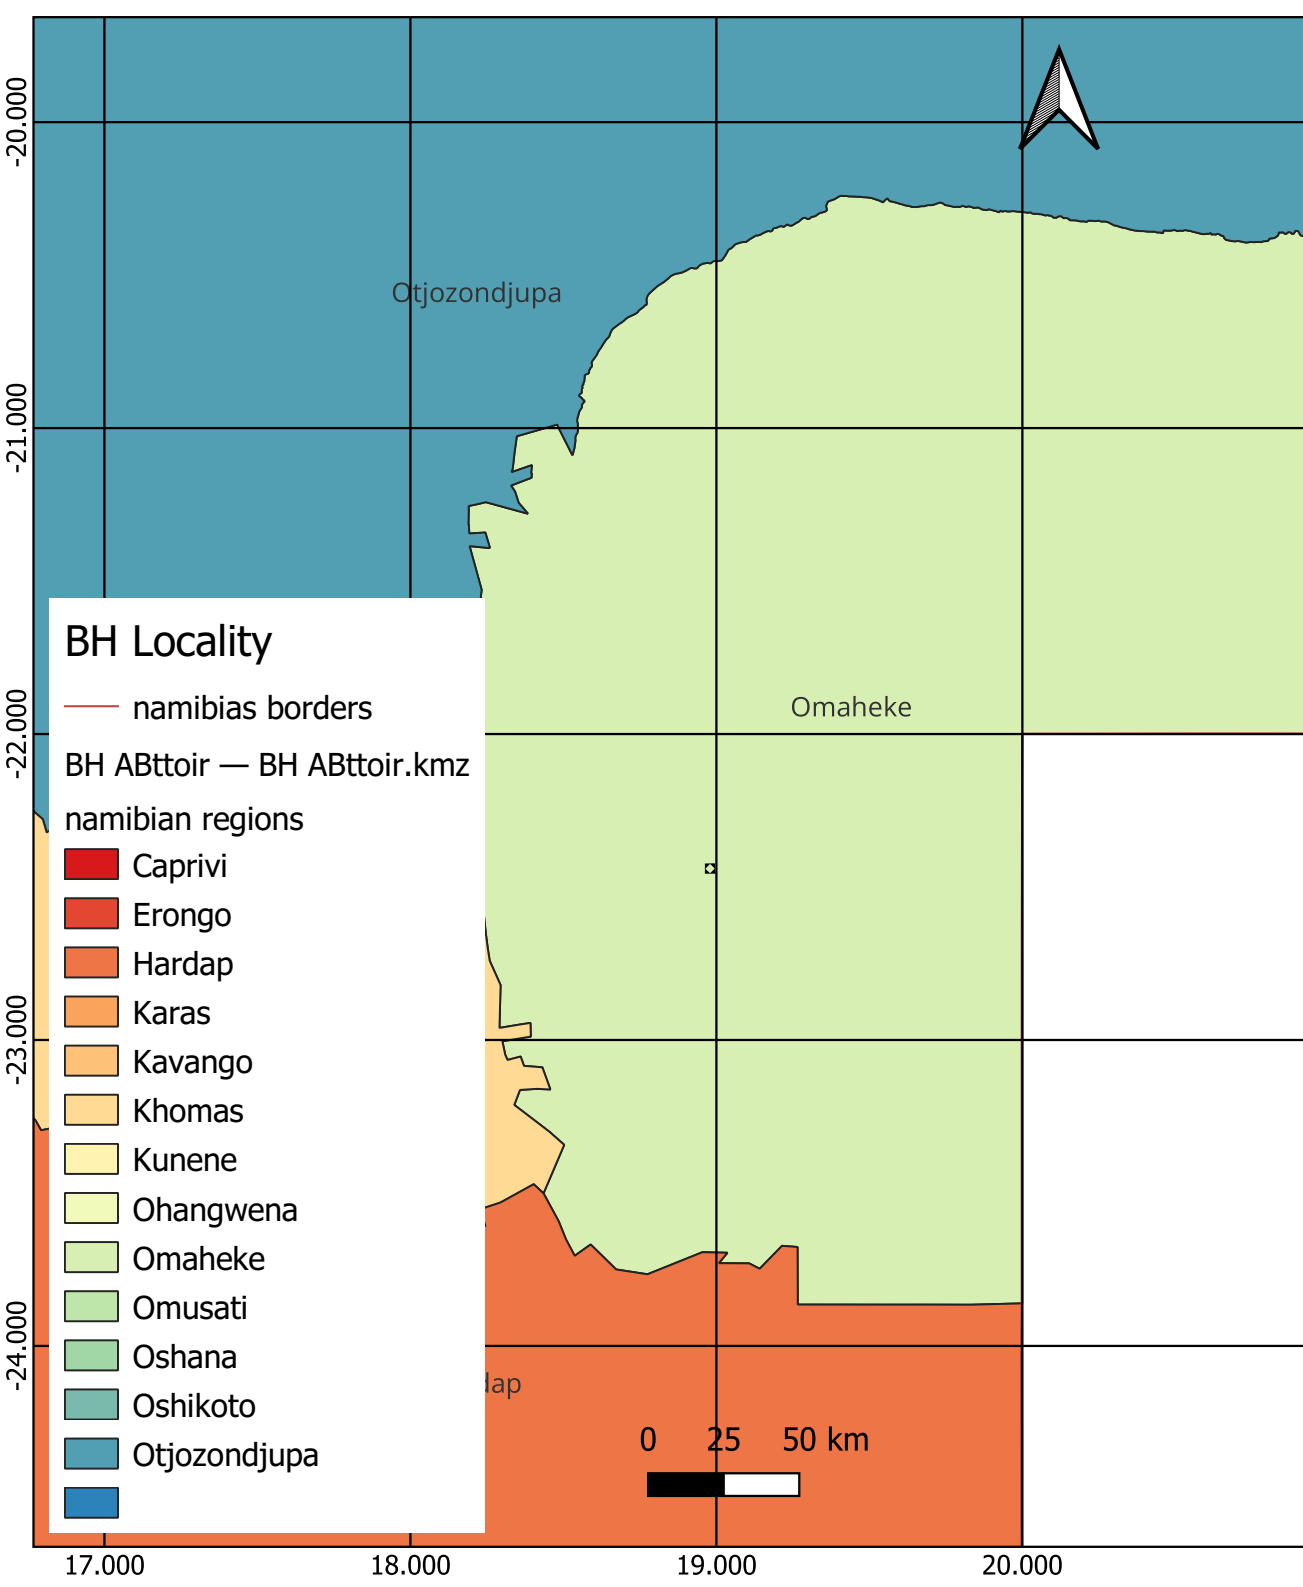 -20.000
Otjozondjupa
-21.000
BH Locality
namibias borders
Omaheke
-22.000
BH ABttoir — BH ABttoir.kmz
namibian regions
Caprivi
Erongo
Hardap
Karas
-23.000
Kavango
Khomas
Kunene
Ohangwena
Omaheke
Omusati
Oshana
-24.000
dap
Oshikoto
0 25 50 km
Otjozondjupa
17.000 18.000 19.000 20.000